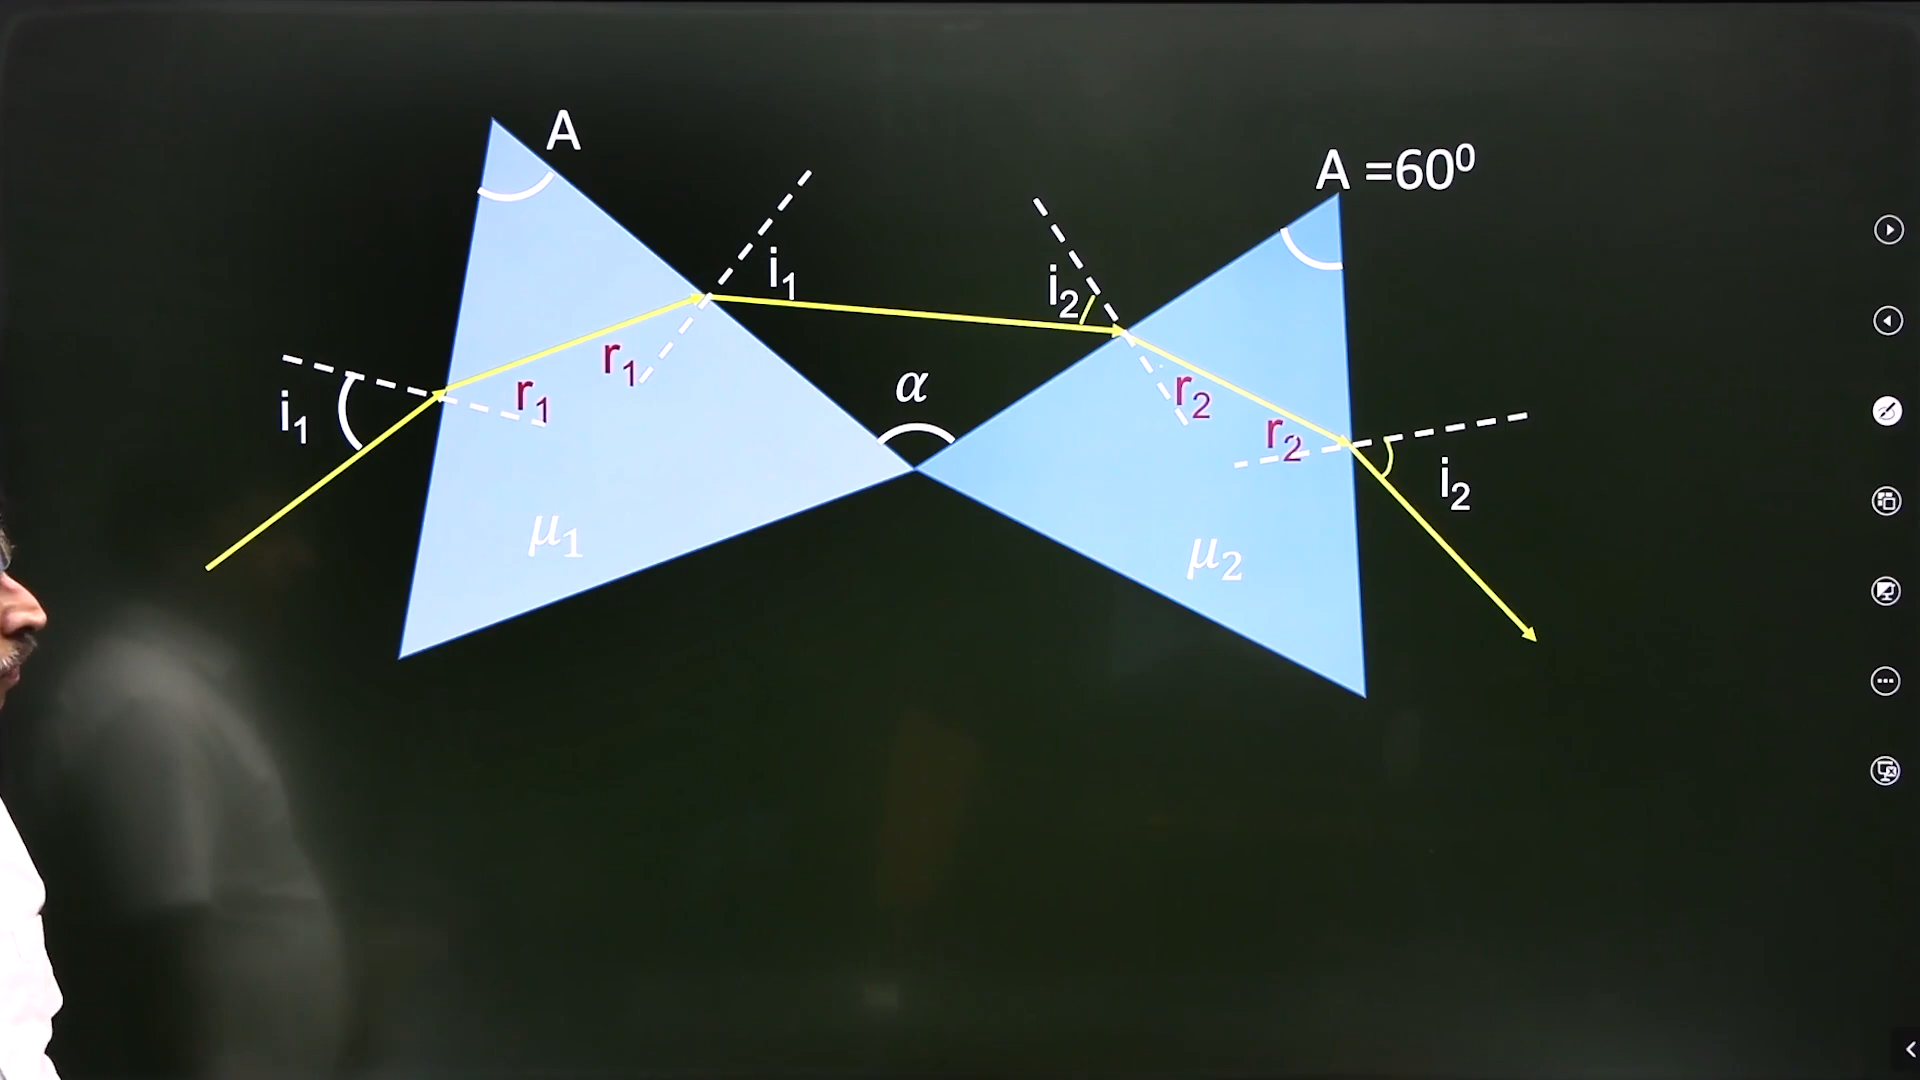 A
A =60⁰
i₁
i₂
r₁
r₂
α
i₁
r₁
r₂
i₂
μ₁
μ₂